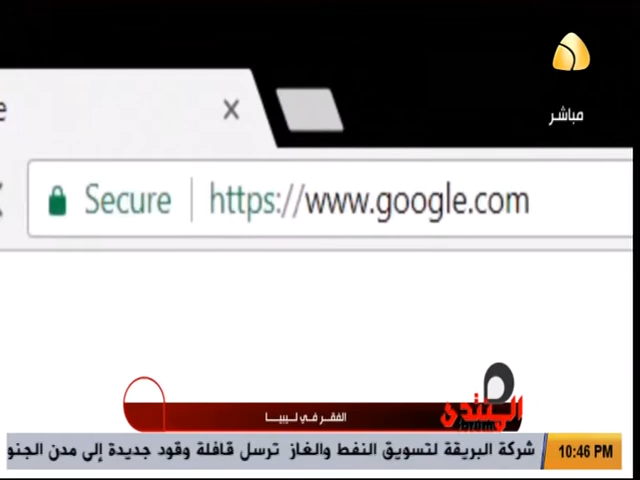 مباشر
Secure https://www.google.com
الفقر في ليبيا
المنتدى
شركة البريقة لتسويق النفط والغاز ترسل قافلة وقود جديدة إلى مدن الجنو
10:46 PM